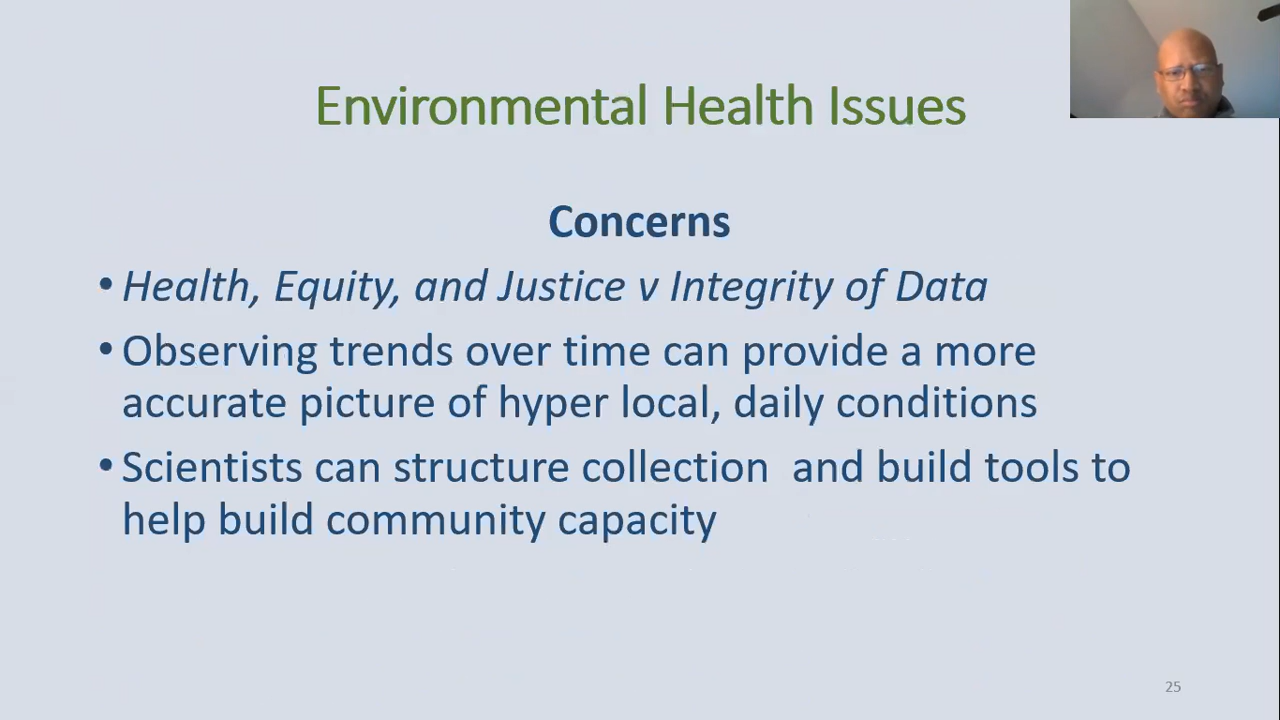 Environmental Health Issues
Concerns
• Health, Equity, and Justice v Integrity of Data
• Observing trends over time can provide a more
accurate picture of hyper local, daily conditions
• Scientists can structure collection  and build tools to
help build community capacity
25